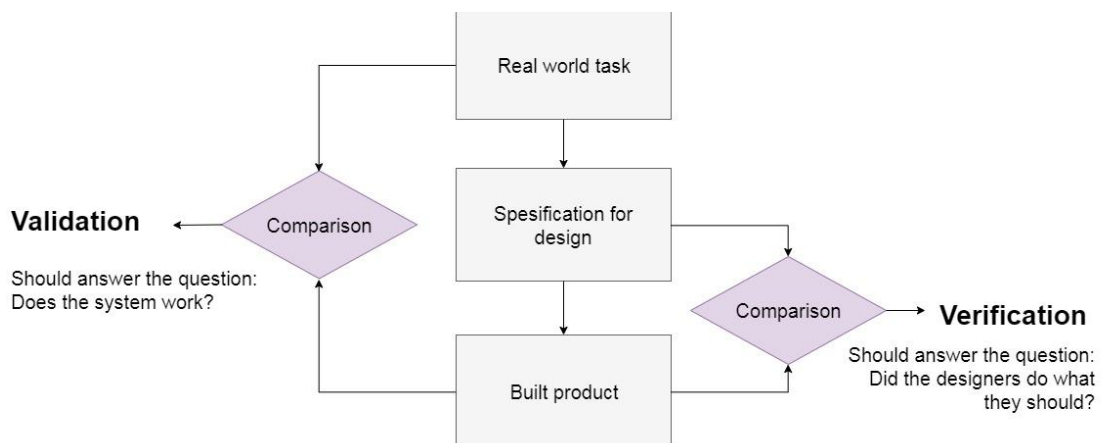 Real world task
Validation
Should answer the question:
Does the system work?
Comparison
Spesification for
design
Comparison
Verification
Should answer the question:
Did the designers do what
they should?
Built product